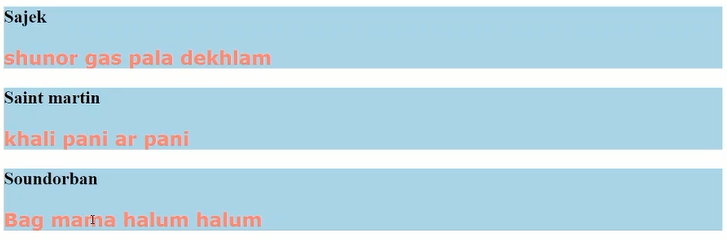 Sajek
shunor gas pala dekhlam
Saint martin
khali pani ar pani
Soundorban
Bag mama halum halum